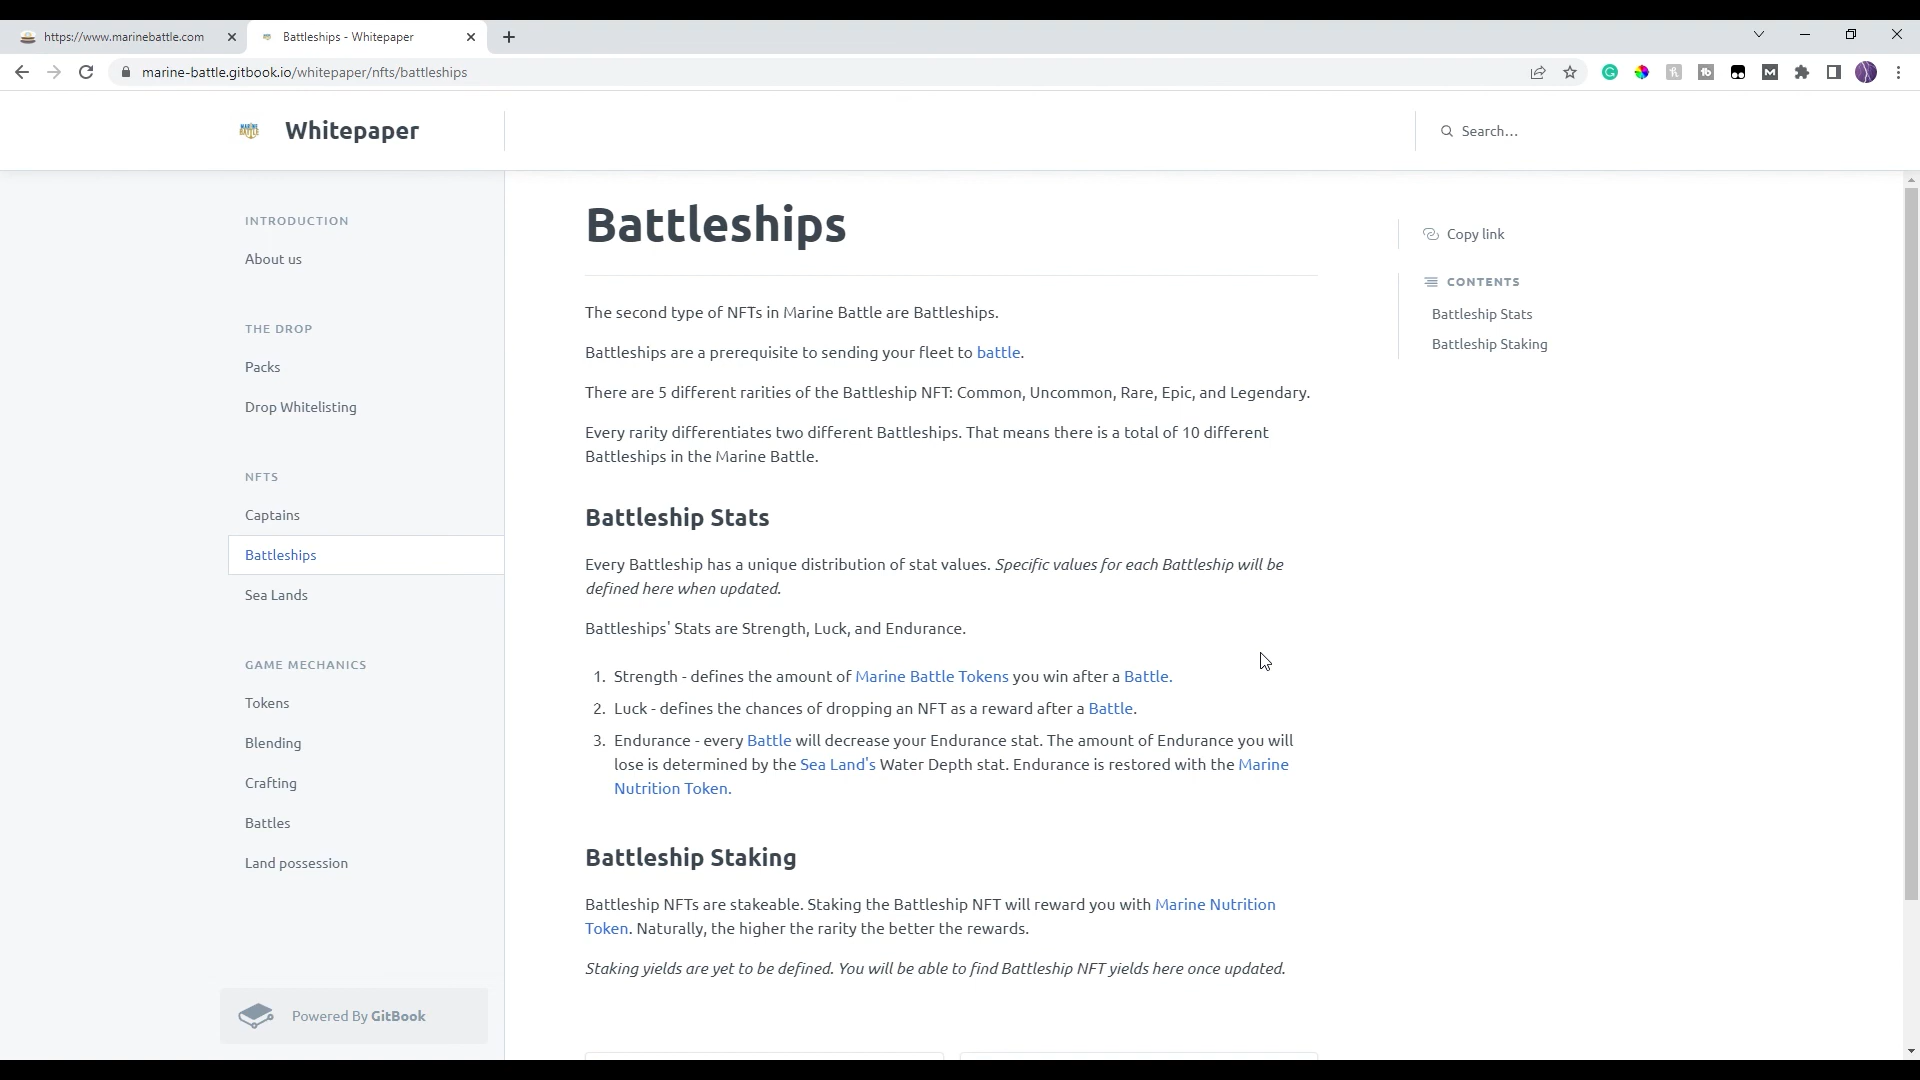 https://www.marinebattle.com
Battleships - Whitepaper
marine-battle.gitbook.io/whitepaper/nfts/battleships
MARINE BATTLE
Whitepaper
Search…
INTRODUCTION
About us
THE DROP
Packs
Drop Whitelisting
NFTS
Captains
Battleships
Sea Lands
GAME MECHANICS
Tokens
Blending
Crafting
Battles
Land possession
Powered By GitBook
Battleships
The second type of NFTs in Marine Battle are Battleships.
Battleships are a prerequisite to sending your fleet to battle.
There are 5 different rarities of the Battleship NFT: Common, Uncommon, Rare, Epic, and Legendary.
Every rarity differentiates two different Battleships. That means there is a total of 10 different
Battleships in the Marine Battle.
Battleship Stats
Every Battleship has a unique distribution of stat values. Specific values for each Battleship will be
defined here when updated.
Battleships' Stats are Strength, Luck, and Endurance.
1. Strength - defines the amount of Marine Battle Tokens you win after a Battle.
2. Luck - defines the chances of dropping an NFT as a reward after a Battle.
3. Endurance - every Battle will decrease your Endurance stat. The amount of Endurance you will
lose is determined by the Sea Land's Water Depth stat. Endurance is restored with the Marine
Nutrition Token.
Battleship Staking
Battleship NFTs are stakeable. Staking the Battleship NFT will reward you with Marine Nutrition
Token. Naturally, the higher the rarity the better the rewards.
Staking yields are yet to be defined. You will be able to find Battleship NFT yields here once updated.
Copy link
CONTENTS
Battleship Stats
Battleship Staking